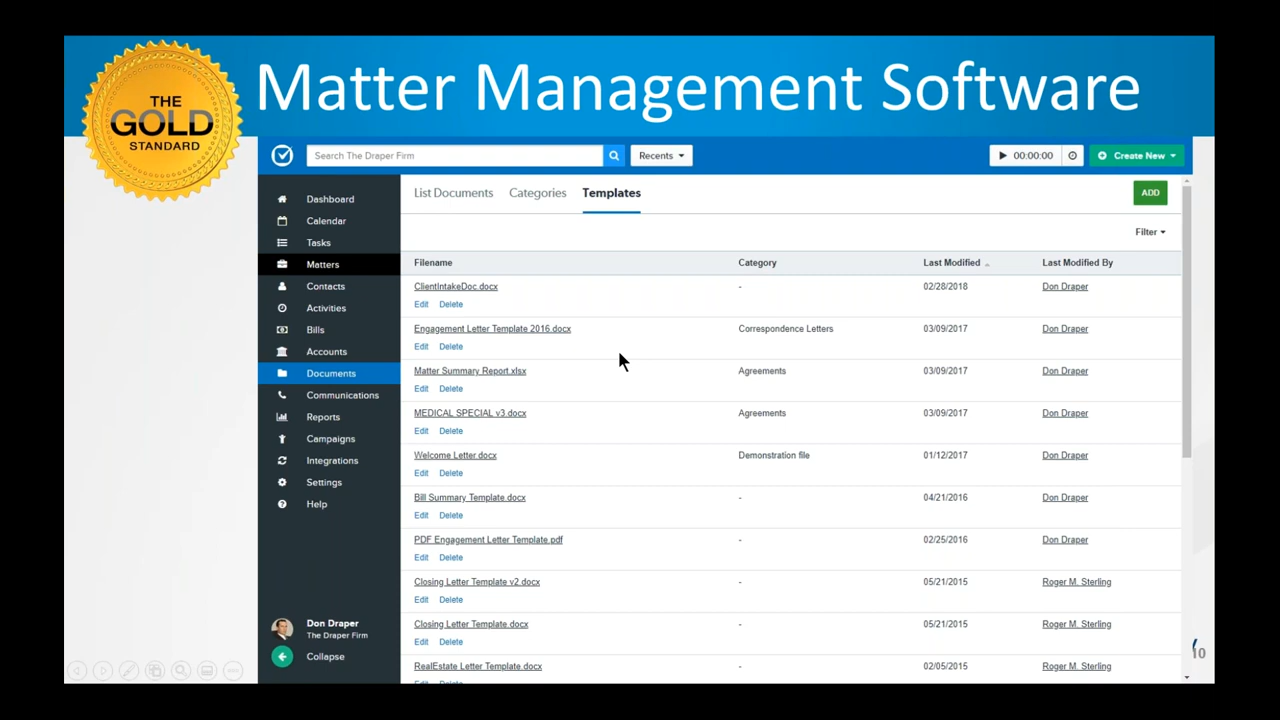 THE
GOLD
STANDARD
Matter Management Software
Search The Draper Firm
Recents
00:00:00
Create New
Dashboard
Calendar
Tasks
Matters
Contacts
Activities
Bills
Accounts
Documents
Communications
Reports
Campaigns
Integrations
Settings
Help
Don Draper
The Draper Firm
Collapse
List Documents Categories Templates
ADD
Filter
Filename Category Last Modified Last Modified By
ClientIntakeDoc.docx - 02/28/2018 Don Draper
Edit Delete
Engagement Letter Template 2016.docx Correspondence Letters 03/09/2017 Don Draper
Edit Delete
Matter Summary Report.xlsx Agreements 03/09/2017 Don Draper
Edit Delete
MEDICAL SPECIAL v3.docx Agreements 03/09/2017 Don Draper
Edit Delete
Welcome Letter.docx Demonstration file 01/12/2017 Don Draper
Edit Delete
Bill Summary Template.docx - 04/21/2016 Don Draper
Edit Delete
PDF Engagement Letter Template.pdf - 02/25/2016 Don Draper
Edit Delete
Closing Letter Template v2.docx - 05/21/2015 Roger M. Sterling
Edit Delete
Closing Letter Template.docx - 05/21/2015 Roger M. Sterling
Edit Delete
RealEstate Letter Template.docx - 02/05/2015 Roger M. Sterling
Edit Delete
10